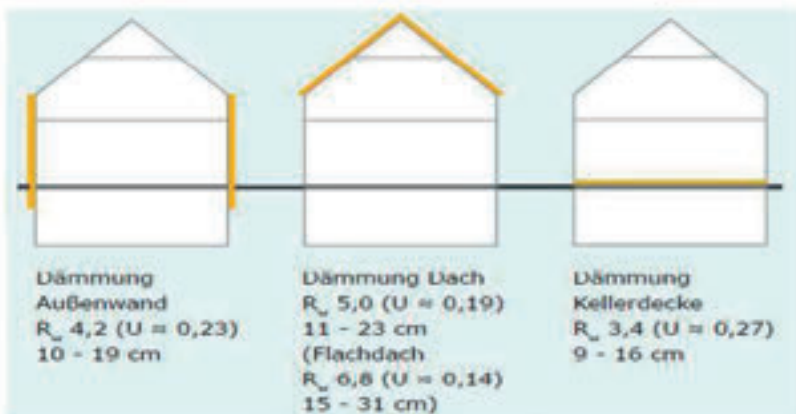 Dämmung
Außenwand
R_w 4,2 (U = 0,23)
10 - 19 cm
Dämmung Dach
R_w 5,0 (U = 0,19)
11 - 23 cm
(Flachdach
R_w 6,8 (U = 0,14)
15 - 31 cm)
Dämmung
Kellerdecke
R_w 3,4 (U = 0,27)
9 - 16 cm